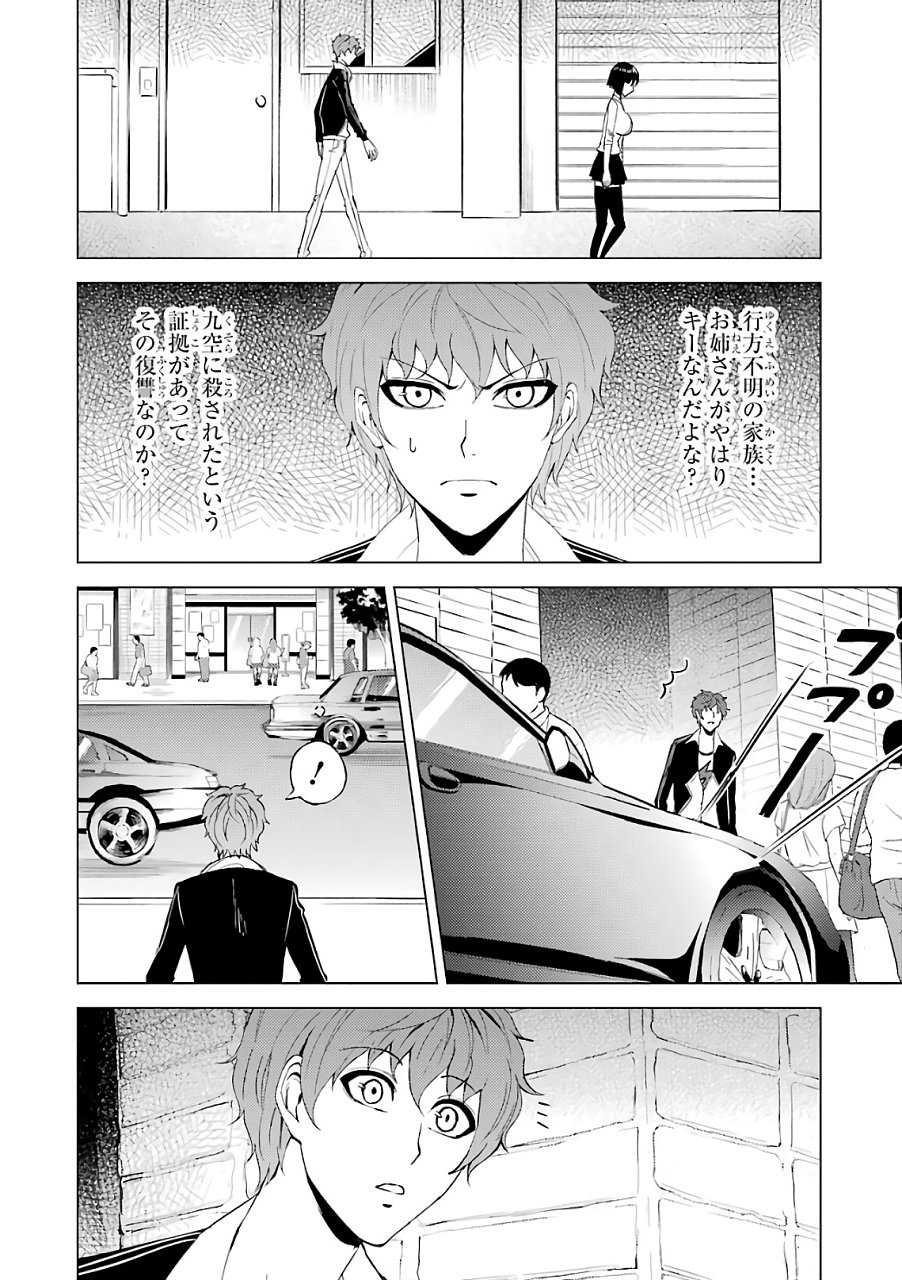 行方不明の家族…
お姉さんがやはり
キーなんだよな?
九空に殺されたという
証拠があって
その復讐なのか?
プップー
!